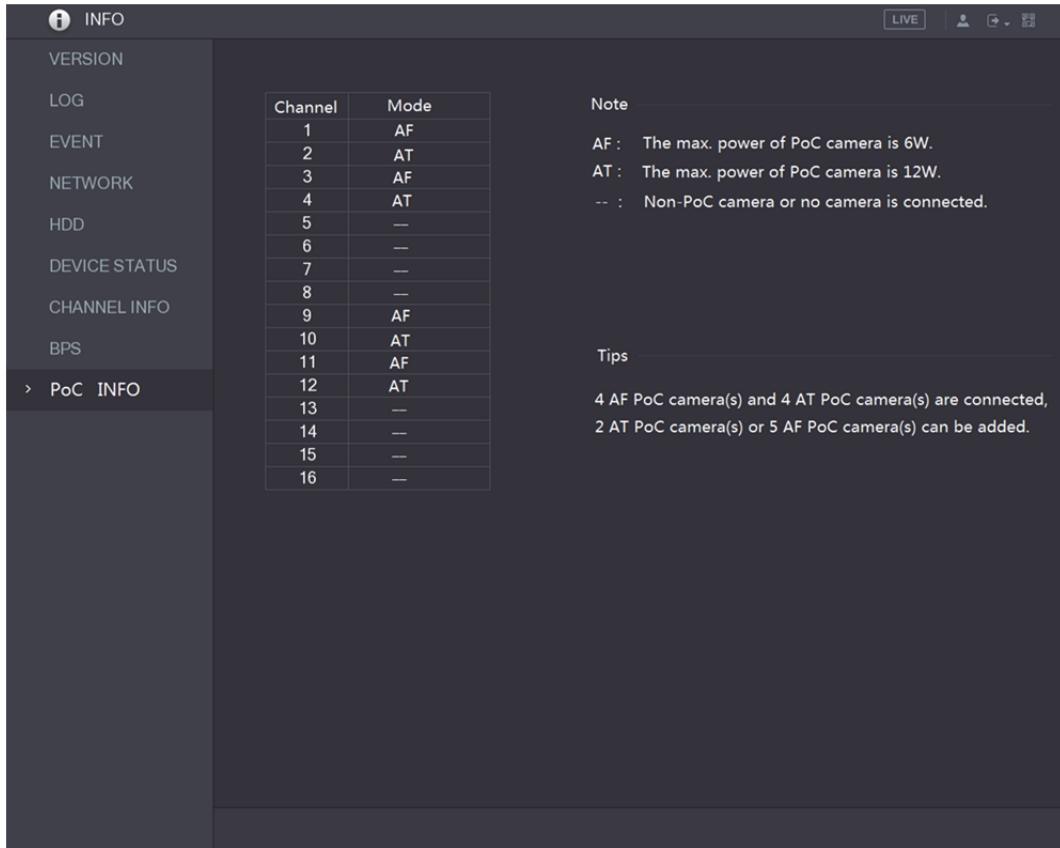 INFO
LIVE
VERSION
LOG
EVENT
NETWORK
HDD
DEVICE STATUS
CHANNEL INFO
BPS
> PoC INFO
Channel Mode
1 AF
2 AT
3 AF
4 AT
5 —
6 —
7 —
8 —
9 AF
10 AT
11 AF
12 AT
13 —
14 —
15 —
16 —
Note
AF : The max. power of PoC camera is 6W.
AT : The max. power of PoC camera is 12W.
-- : Non-PoC camera or no camera is connected.
Tips
4 AF PoC camera(s) and 4 AT PoC camera(s) are connected,
2 AT PoC camera(s) or 5 AF PoC camera(s) can be added.